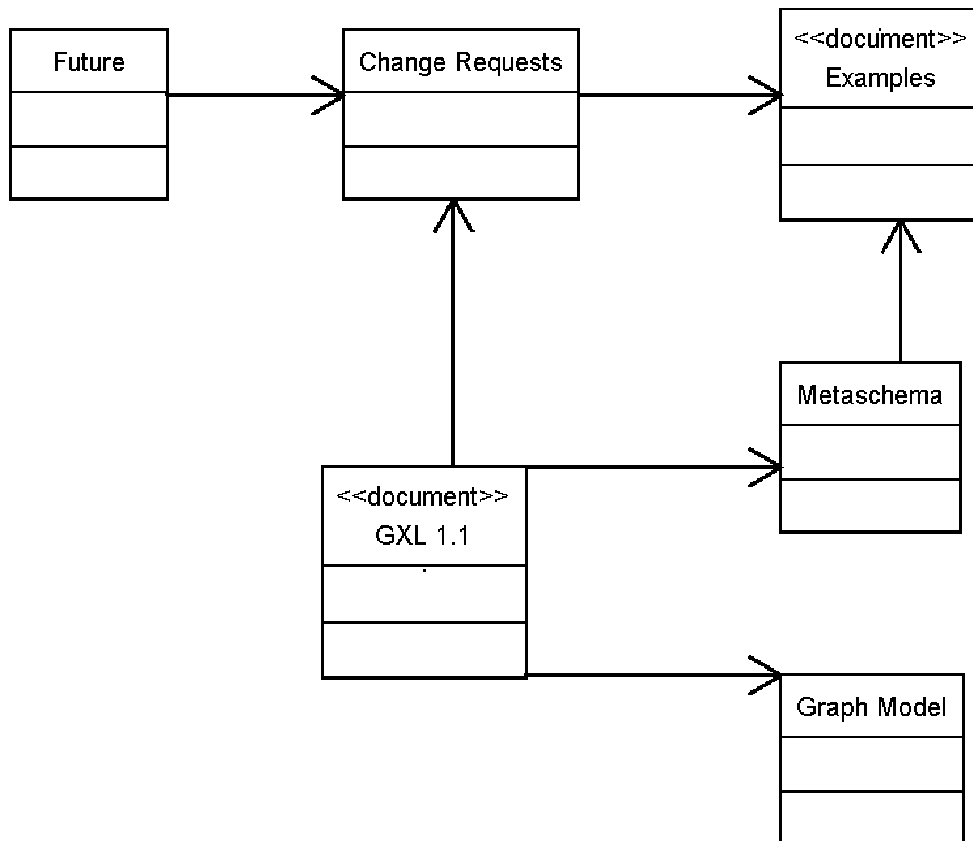 Future
Change Requests
<<document>>
Examples
Metaschema
<<document>>
GXL 1.1
Graph Model